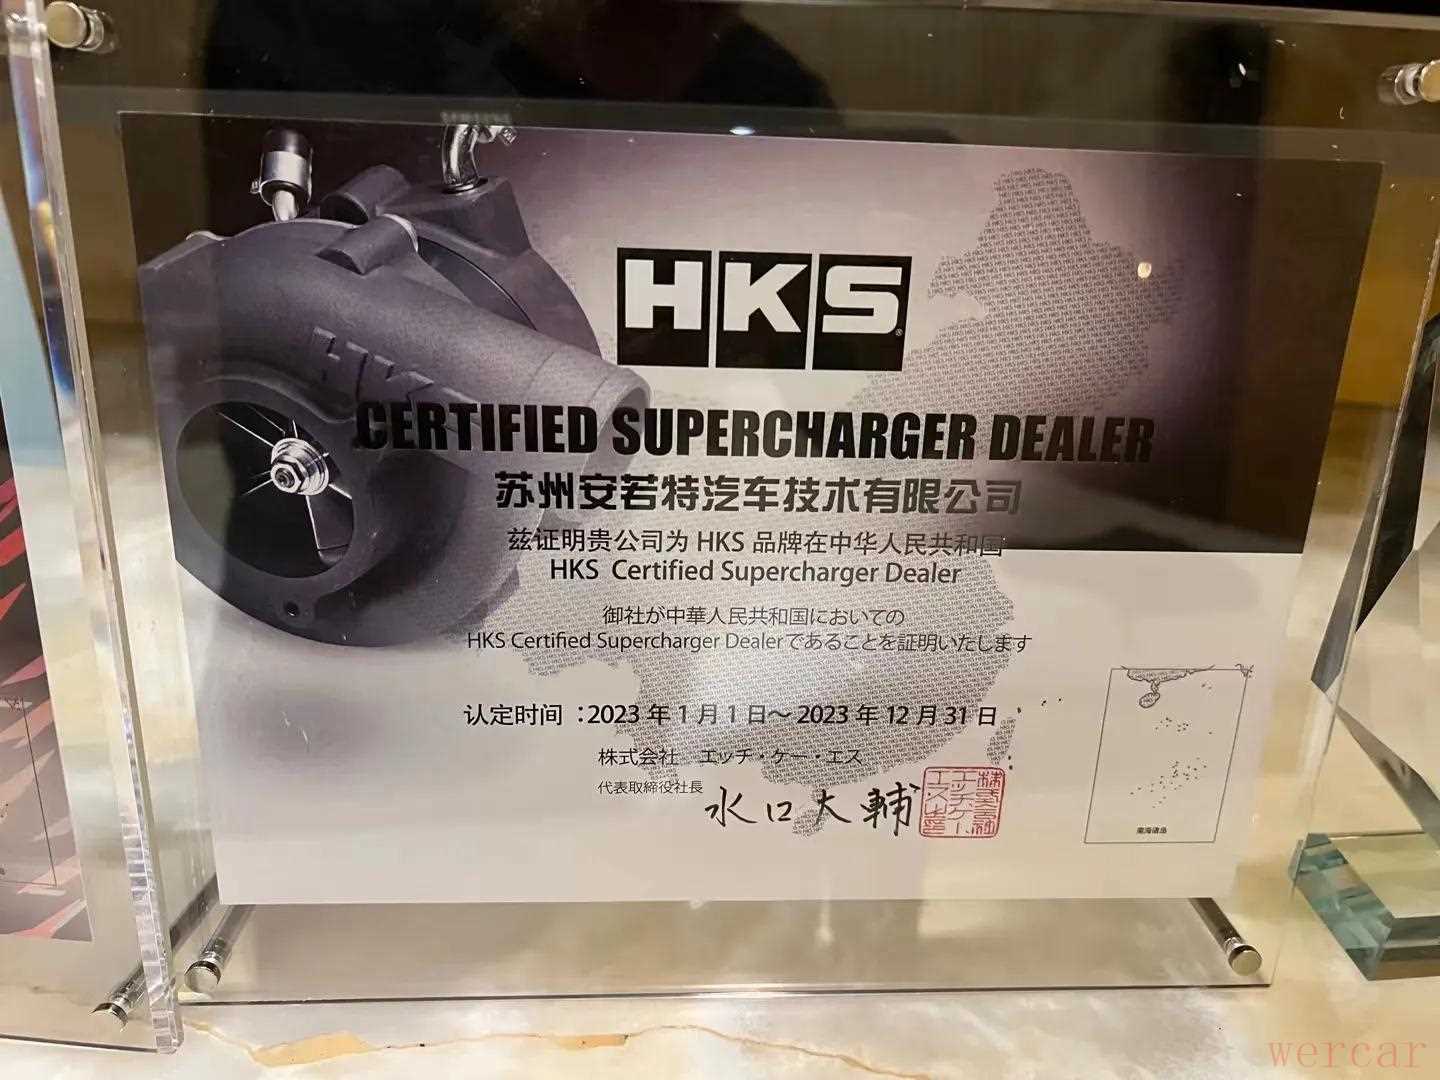 HKS
CERTIFIED SUPERCHARGER DEALER
苏州安若特汽车技术有限公司
兹证明贵公司为 HKS 品牌在中华人民共和国
HKS Certified Supercharger Dealer
御社が中華人民共和国においての
HKS Certified Supercharger Dealerであることを証明いたします
认定时间 :2023 年 1 月 1 日～ 2023 年 12 月 31 日
株式会社 エッチ・ケー・エス
代表取締役社長 水口大輔
南海诸岛
wercar